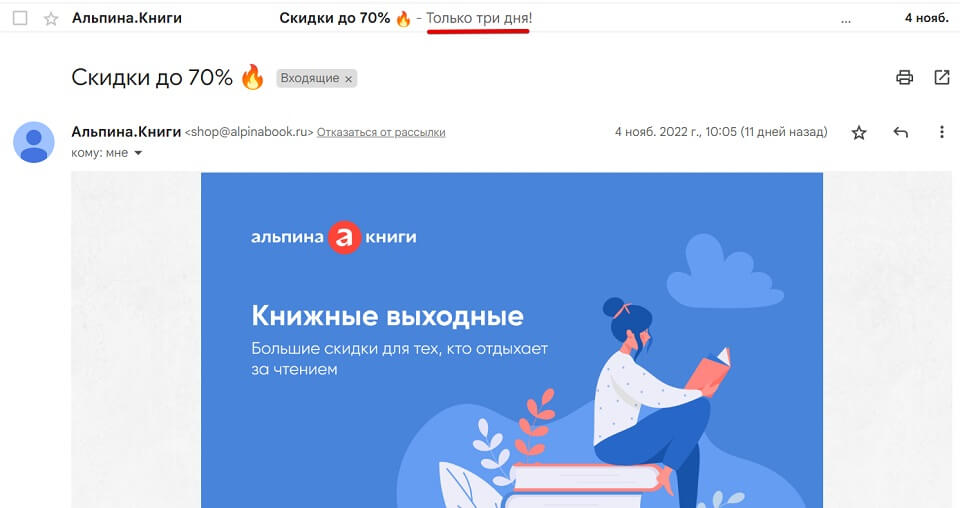 Альпина.Книги Скидки до 70% 🔥 - Только три дня! ... 4 нояб.
Скидки до 70% 🔥 Входящие ×
Альпина.Книги <shop@alpinabook.ru> Отказаться от рассылки 4 нояб. 2022 г., 10:05 (11 дней назад)
кому: мне
альпина а книги
Книжные выходные
Большие скидки для тех, кто отдыхает
за чтением